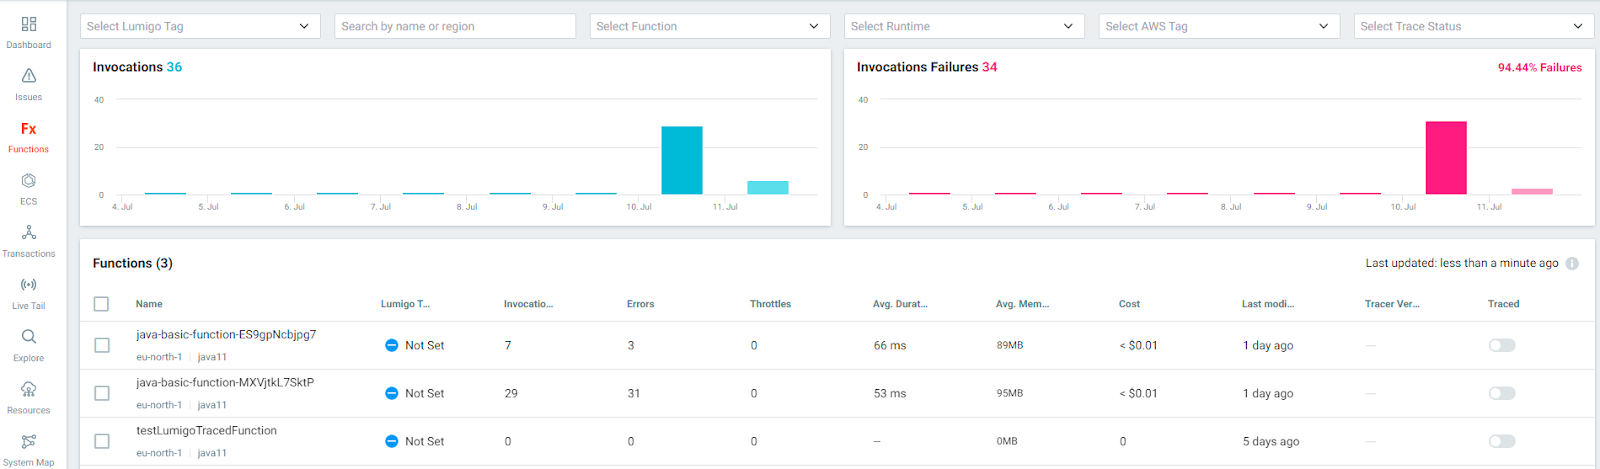 Dashboard
Issues
Fx
Functions
ECS
Transactions
Live Tail
Explore
Resources
System Map
Select Lumigo Tag
Search by name or region
Select Function
Select Runtime
Select AWS Tag
Select Trace Status
Invocations 36
40
20
0
4. Jul 5. Jul 6. Jul 7. Jul 8. Jul 9. Jul 10. Jul 11. Jul
Invocations Failures 34
94.44% Failures
40
20
0
4. Jul 5. Jul 6. Jul 7. Jul 8. Jul 9. Jul 10. Jul 11. Jul
Functions (3)
Last updated: less than a minute ago
Name Lumigo T... Invocatio... Errors Throttles Avg. Durat... Avg. Mem... Cost Last modi... Tracer Ver... Traced
java-basic-function-ES9gpNcbjpg7
eu-north-1 java11
Not Set 7 3 0 66 ms 89MB < $0.01 1 day ago —
java-basic-function-MXVjtkL7SktP
eu-north-1 java11
Not Set 29 31 0 53 ms 95MB < $0.01 1 day ago —
testLumigoTracedFunction
eu-north-1 java11
Not Set 0 0 0 – 0MB 0 5 days ago —